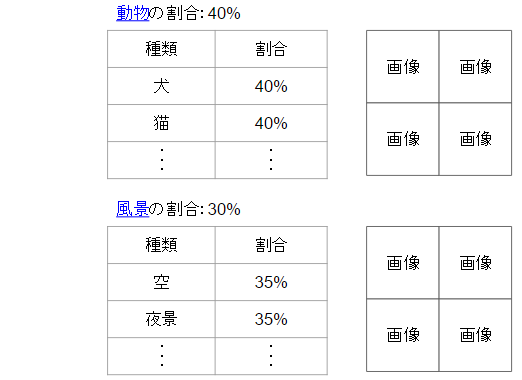 動物の割合: 40%
種類 割合
犬 40%
猫 40%
⋮ ⋮
画像 画像
画像 画像
風景の割合: 30%
種類 割合
空 35%
夜景 35%
⋮ ⋮
画像 画像
画像 画像